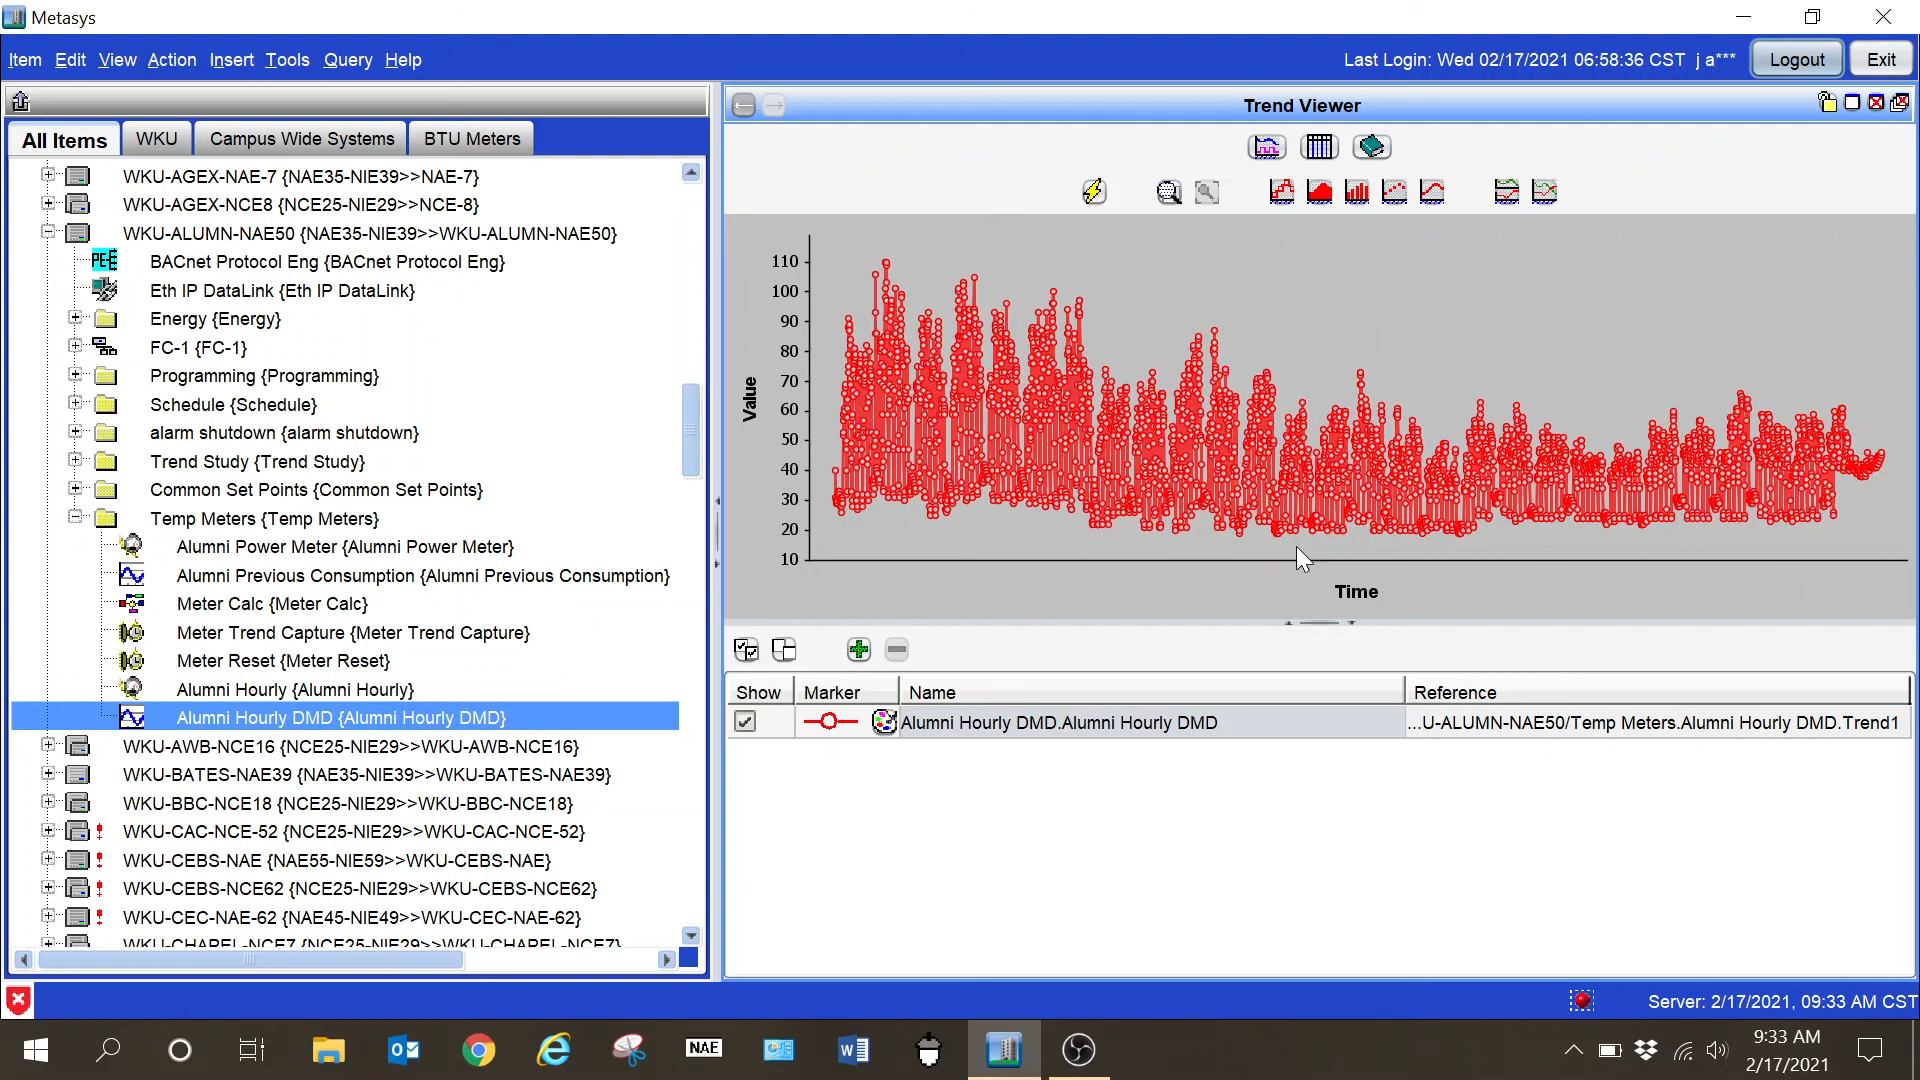 Metasys
Item Edit View Action Insert Tools Query Help
Last Login: Wed 02/17/2021 06:58:36 CST j a***
Logout
Exit
All Items
WKU
Campus Wide Systems
BTU Meters
WKU-AGEX-NAE-7 {NAE35-NIE39>>NAE-7}
WKU-AGEX-NCE8 {NCE25-NIE29>>NCE-8}
WKU-ALUMN-NAE50 {NAE35-NIE39>>WKU-ALUMN-NAE50}
BACnet Protocol Eng {BACnet Protocol Eng}
Eth IP DataLink {Eth IP DataLink}
Energy {Energy}
FC-1 {FC-1}
Programming {Programming}
Schedule {Schedule}
alarm shutdown {alarm shutdown}
Trend Study {Trend Study}
Common Set Points {Common Set Points}
Temp Meters {Temp Meters}
Alumni Power Meter {Alumni Power Meter}
Alumni Previous Consumption {Alumni Previous Consumption}
Meter Calc {Meter Calc}
Meter Trend Capture {Meter Trend Capture}
Meter Reset {Meter Reset}
Alumni Hourly {Alumni Hourly}
Alumni Hourly DMD {Alumni Hourly DMD}
WKU-AWB-NCE16 {NCE25-NIE29>>WKU-AWB-NCE16}
WKU-BATES-NAE39 {NAE35-NIE39>>WKU-BATES-NAE39}
WKU-BBC-NCE18 {NCE25-NIE29>>WKU-BBC-NCE18}
WKU-CAC-NCE-52 {NCE25-NIE29>>WKU-CAC-NCE-52}
WKU-CEBS-NAE {NAE55-NIE59>>WKU-CEBS-NAE}
WKU-CEBS-NCE62 {NCE25-NIE29>>WKU-CEBS-NCE62}
WKU-CEC-NAE-62 {NAE45-NIE49>>WKU-CEC-NAE-62}
WKU-CHAPEL-NCE7 {NCE25-NIE29>>WKU-CHAPEL-NCE7}
Trend Viewer
110
100
90
80
70
60
50
40
30
20
10
Value
Time
Show Marker Name Reference
Alumni Hourly DMD.Alumni Hourly DMD ...U-ALUMN-NAE50/Temp Meters.Alumni Hourly DMD.Trend1
Server: 2/17/2021, 09:33 AM CST
NAE
9:33 AM
2/17/2021